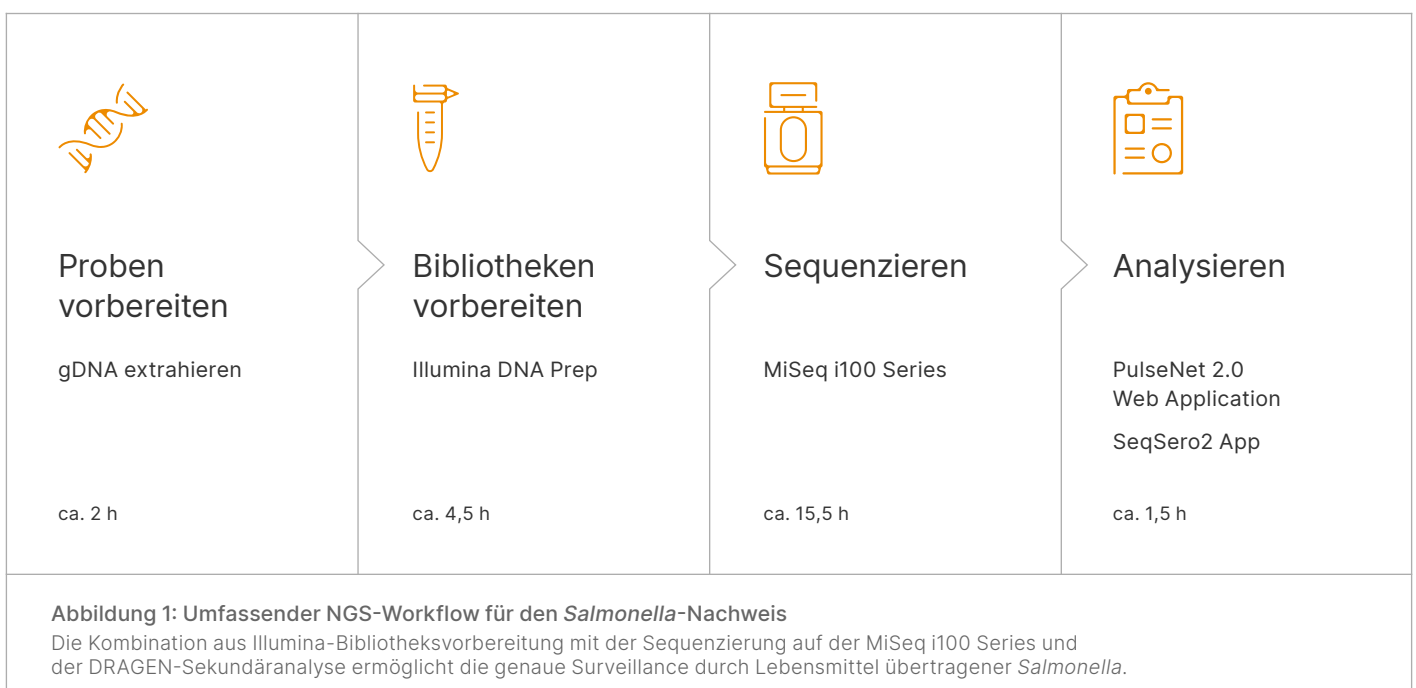 Proben
vorbereiten
gDNA extrahieren
ca. 2 h
Bibliotheken
vorbereiten
Illumina DNA Prep
ca. 4,5 h
Sequenzieren
MiSeq i100 Series
ca. 15,5 h
Analysieren
PulseNet 2.0
Web Application
SeqSero2 App
ca. 1,5 h
Abbildung 1: Umfassender NGS-Workflow für den Salmonella-Nachweis
Die Kombination aus Illumina-Bibliotheksvorbereitung mit der Sequenzierung auf der MiSeq i100 Series und
der DRAGEN-Sekundäranalyse ermöglicht die genaue Surveillance durch Lebensmittel übertragener Salmonella.